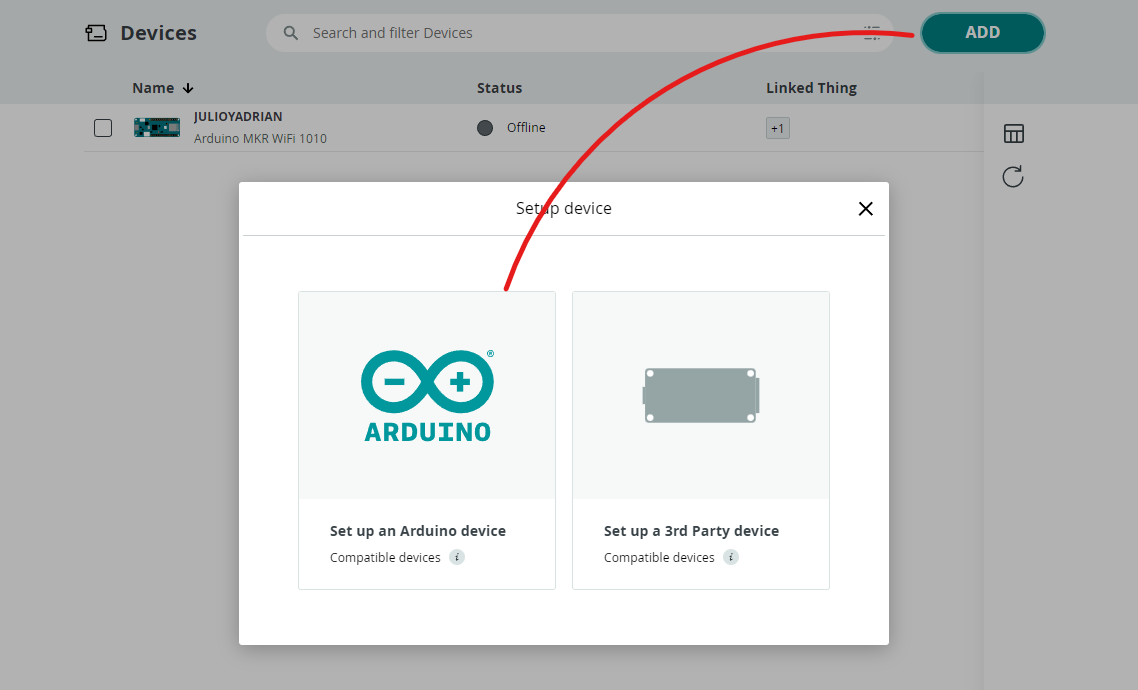 Devices
Search and filter Devices
ADD
Name Status Linked Thing
JULIOYADRIAN
Arduino MKR WiFi 1010
Offline
+1
Setup device
ARDUINO
®
Set up an Arduino device
Compatible devices i
Set up a 3rd Party device
Compatible devices i